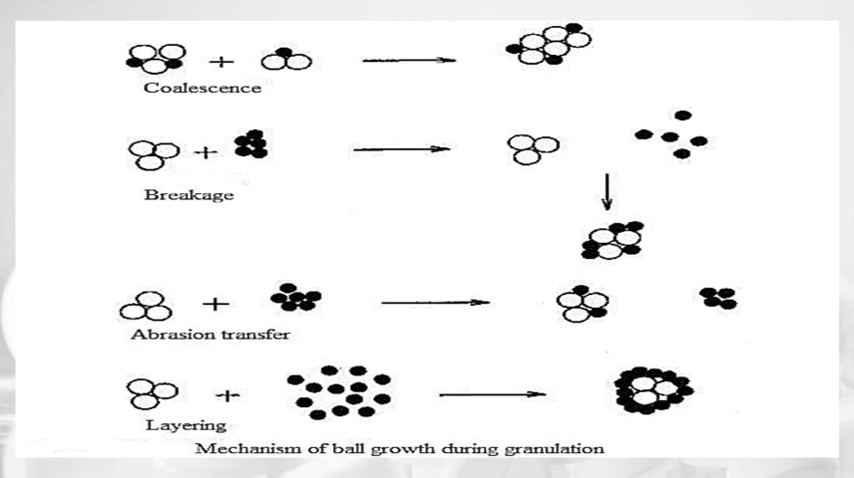 +
Coalescence
+
Breakage
+
Abrasion transfer
+
Layering
Mechanism of ball growth during granulation